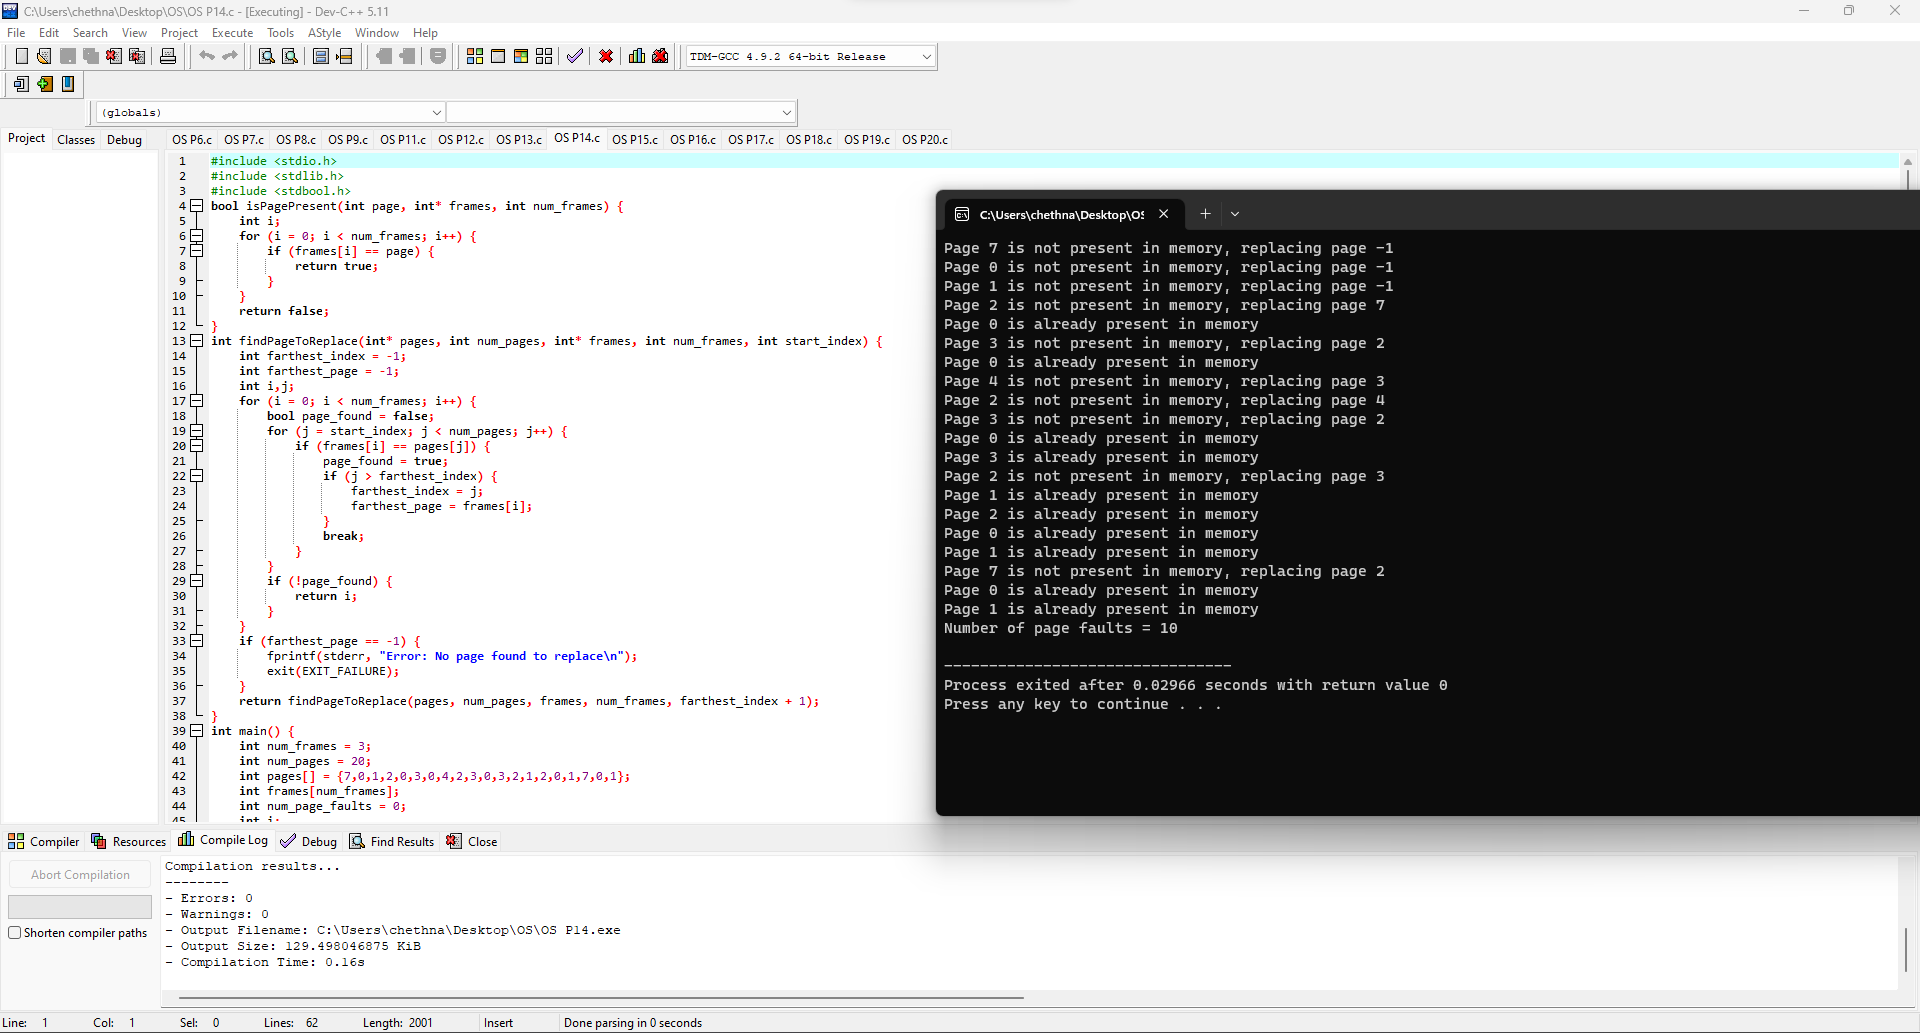 C:\Users\chethna\Desktop\OS\OS P14.c - [Executing] - Dev-C++ 5.11
File Edit Search View Project Execute Tools AStyle Window Help
TDM-GCC 4.9.2 64-bit Release
(globals)
Project Classes Debug
OS P6.c OS P7.c OS P8.c OS P9.c OS P11.c OS P12.c OS P13.c OS P14.c OS P15.c OS P16.c OS P17.c OS P18.c OS P19.c OS P20.c
1 #include <stdio.h>
2 #include <stdlib.h>
3 #include <stdbool.h>
4 bool isPagePresent(int page, int* frames, int num_frames) {
5 int i;
6 for (i = 0; i < num_frames; i++) {
7 if (frames[i] == page) {
8 return true;
9 }
10 }
11 return false;
12 }
13 int findPageToReplace(int* pages, int num_pages, int* frames, int num_frames, int start_index) {
14 int farthest_index = -1;
15 int farthest_page = -1;
16 int i,j;
17 for (i = 0; i < num_frames; i++) {
18 bool page_found = false;
19 for (j = start_index; j < num_pages; j++) {
20 if (frames[i] == pages[j]) {
21 page_found = true;
22 if (j > farthest_index) {
23 farthest_index = j;
24 farthest_page = frames[i];
25 }
26 break;
27 }
28 }
29 if (!page_found) {
30 return i;
31 }
32 }
33 if (farthest_page == -1) {
34 fprintf(stderr, "Error: No page found to replace\n");
35 exit(EXIT_FAILURE);
36 }
37 return findPageToReplace(pages, num_pages, frames, num_frames, farthest_index + 1);
38 }
39 int main() {
40 int num_frames = 3;
41 int num_pages = 20;
42 int pages[] = {7,0,1,2,0,3,0,4,2,3,0,3,2,1,2,0,1,7,0,1};
43 int frames[num_frames];
44 int num_page_faults = 0;
45 int i;
C:\Users\chethna\Desktop\OS
Page 7 is not present in memory, replacing page -1
Page 0 is not present in memory, replacing page -1
Page 1 is not present in memory, replacing page -1
Page 2 is not present in memory, replacing page 7
Page 0 is already present in memory
Page 3 is not present in memory, replacing page 2
Page 0 is already present in memory
Page 4 is not present in memory, replacing page 3
Page 2 is not present in memory, replacing page 4
Page 3 is not present in memory, replacing page 2
Page 0 is already present in memory
Page 3 is already present in memory
Page 2 is not present in memory, replacing page 3
Page 1 is already present in memory
Page 2 is already present in memory
Page 0 is already present in memory
Page 1 is already present in memory
Page 7 is not present in memory, replacing page 2
Page 0 is already present in memory
Page 1 is already present in memory
Number of page faults = 10
--------------------------------
Process exited after 0.02966 seconds with return value 0
Press any key to continue . . .
Compiler Resources Compile Log Debug Find Results Close
Abort Compilation
Shorten compiler paths
Compilation results...
--------
- Errors: 0
- Warnings: 0
- Output Filename: C:\Users\chethna\Desktop\OS\OS P14.exe
- Output Size: 129.498046875 KiB
- Compilation Time: 0.16s
Line: 1 Col: 1 Sel: 0 Lines: 62 Length: 2001 Insert Done parsing in 0 seconds